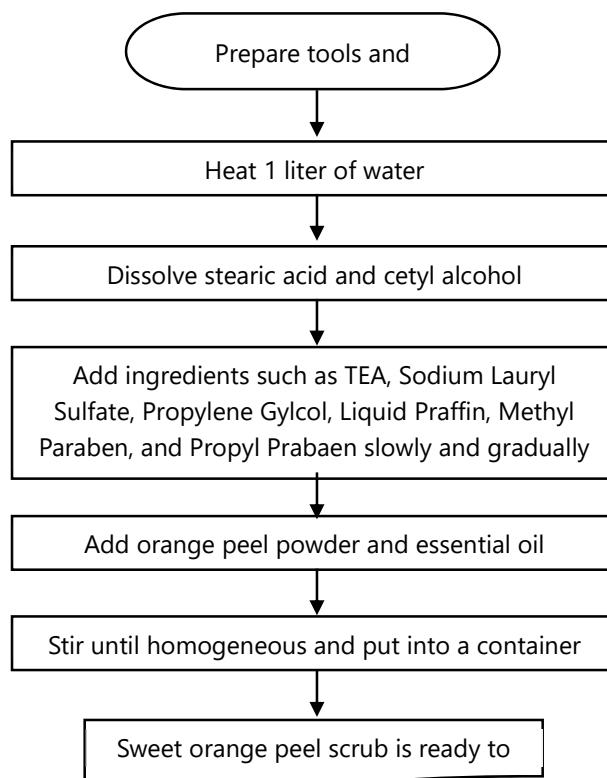 Prepare tools and
Heat 1 liter of water
Dissolve stearic acid and cetyl alcohol
Add ingredients such as TEA, Sodium Lauryl
Sulfate, Propylene Gylcol, Liquid Praffin, Methyl
Paraben, and Propyl Prabaen slowly and gradually
Add orange peel powder and essential oil
Stir until homogeneous and put into a container
Sweet orange peel scrub is ready to